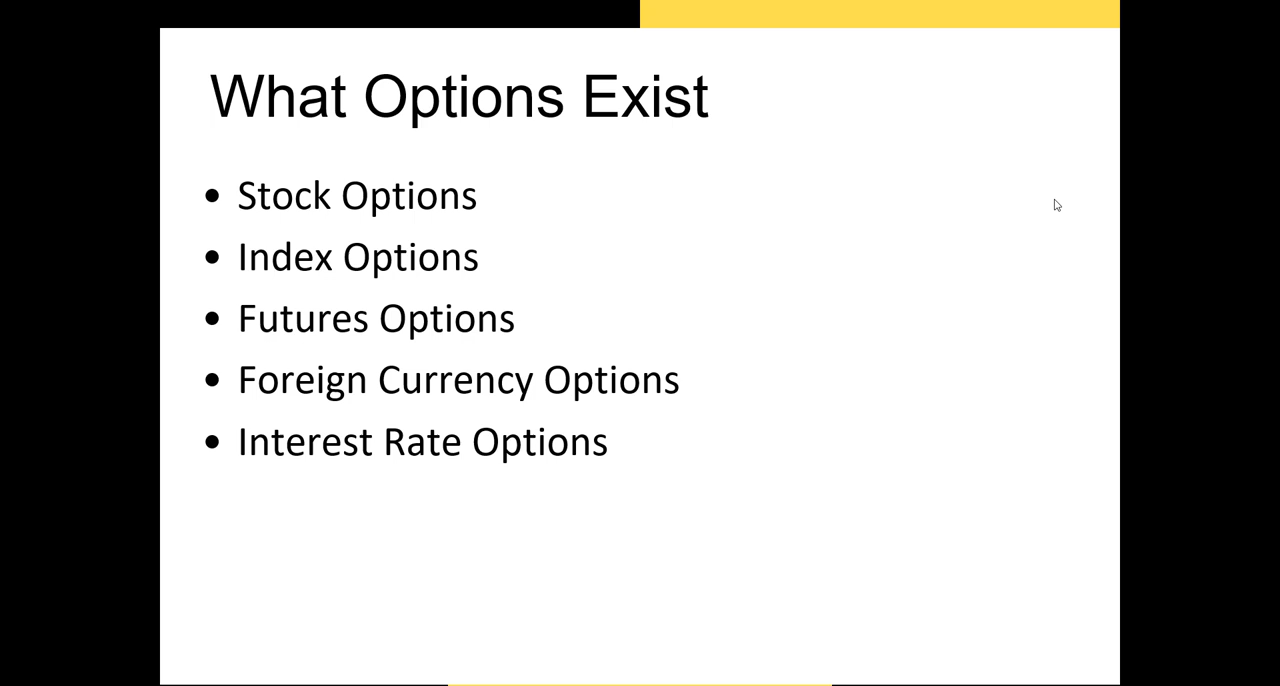 What Options Exist
• Stock Options
• Index Options
• Futures Options
• Foreign Currency Options
• Interest Rate Options